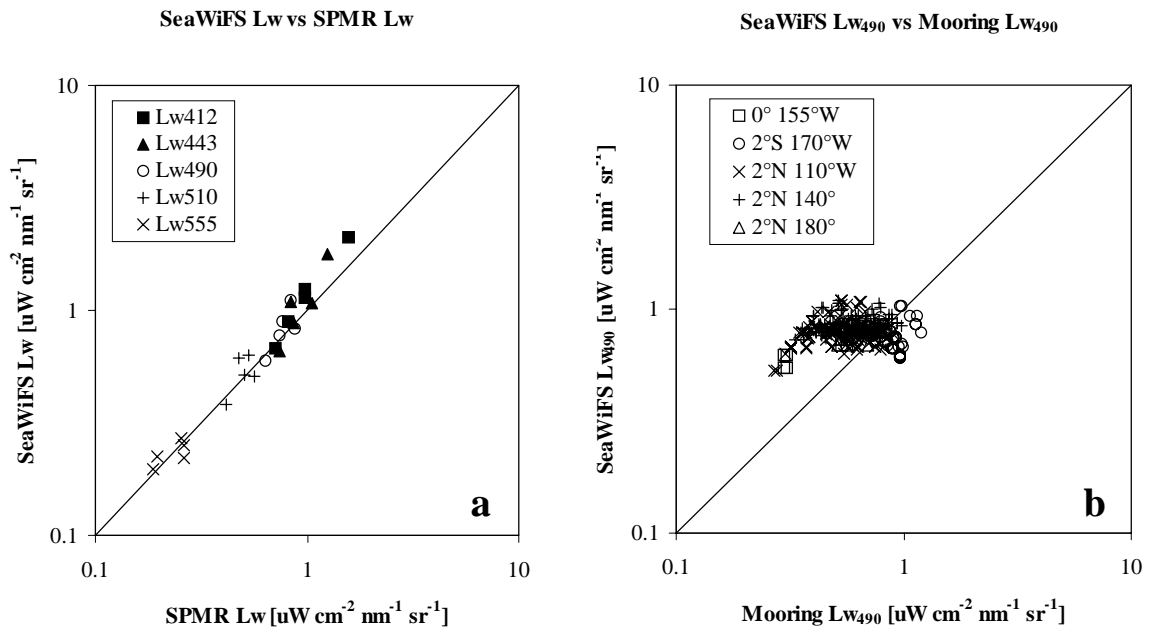 SeaWiFS Lw vs SPMR Lw
10
Lw412
Lw443
Lw490
Lw510
Lw555
SeaWiFS Lw [uW cm-2 nm-1 sr-1]
1
0.1
a
0.1
1
10
SPMR Lw [uW cm-2 nm-1 sr-1]
SeaWiFS Lw490 vs Mooring Lw490
10
0° 155°W
2°S 170°W
2°N 110°W
2°N 140°
2°N 180°
SeaWiFS Lw490 [uW cm-2 nm-1 sr-1]
1
0.1
b
0.1
1
10
Mooring Lw490 [uW cm-2 nm-1 sr-1]